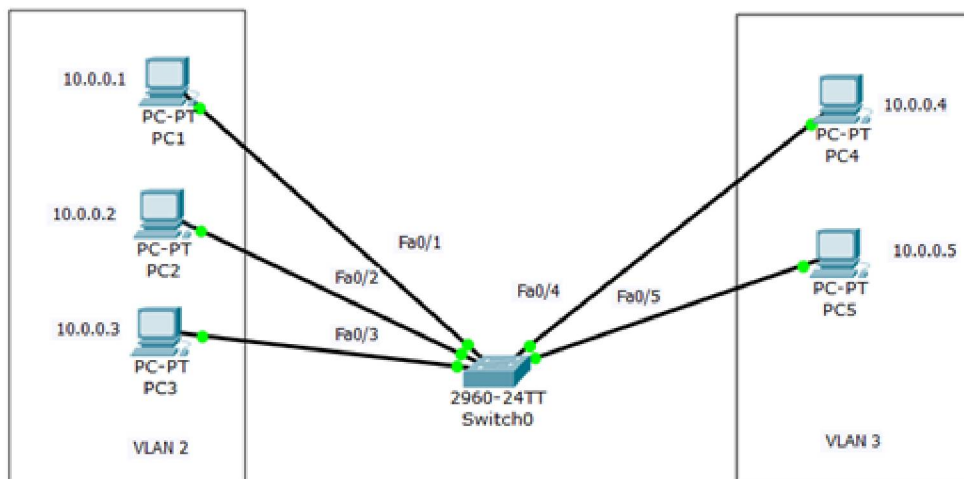 10.0.0.1
PC-PT
PC1
10.0.0.2
PC-PT
PC2
10.0.0.3
PC-PT
PC3
VLAN 2
Fa0/1
Fa0/2
Fa0/3
Fa0/4
Fa0/5
2960-24TT
Switch0
10.0.0.4
PC-PT
PC4
10.0.0.5
PC-PT
PC5
VLAN 3